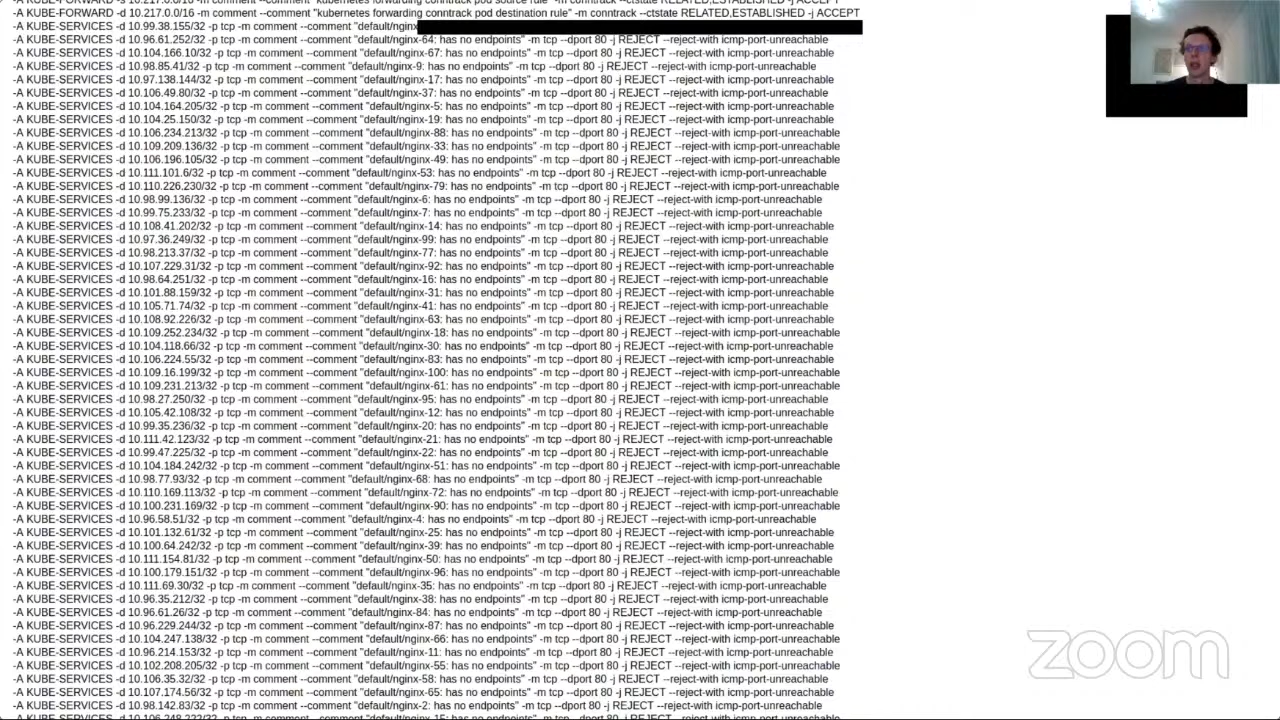 -A KUBE-FORWARD -s 10.217.0.0/16 -m comment --comment "kubernetes forwarding conntrack pod source rule" -m conntrack --ctstate RELATED,ESTABLISHED -j ACCEPT
-A KUBE-FORWARD -d 10.217.0.0/16 -m comment --comment "kubernetes forwarding conntrack pod destination rule" -m conntrack --ctstate RELATED,ESTABLISHED -j ACCEPT
-A KUBE-SERVICES -d 10.99.38.155/32 -p tcp -m comment --comment "default/nginx
-A KUBE-SERVICES -d 10.96.61.252/32 -p tcp -m comment --comment "default/nginx-64: has no endpoints" -m tcp --dport 80 -j REJECT --reject-with icmp-port-unreachable
-A KUBE-SERVICES -d 10.104.166.10/32 -p tcp -m comment --comment "default/nginx-67: has no endpoints" -m tcp --dport 80 -j REJECT --reject-with icmp-port-unreachable
-A KUBE-SERVICES -d 10.98.85.41/32 -p tcp -m comment --comment "default/nginx-9: has no endpoints" -m tcp --dport 80 -j REJECT --reject-with icmp-port-unreachable
-A KUBE-SERVICES -d 10.97.138.144/32 -p tcp -m comment --comment "default/nginx-17: has no endpoints" -m tcp --dport 80 -j REJECT --reject-with icmp-port-unreachable
-A KUBE-SERVICES -d 10.106.49.80/32 -p tcp -m comment --comment "default/nginx-37: has no endpoints" -m tcp --dport 80 -j REJECT --reject-with icmp-port-unreachable
-A KUBE-SERVICES -d 10.104.164.205/32 -p tcp -m comment --comment "default/nginx-5: has no endpoints" -m tcp --dport 80 -j REJECT --reject-with icmp-port-unreachable
-A KUBE-SERVICES -d 10.104.25.150/32 -p tcp -m comment --comment "default/nginx-19: has no endpoints" -m tcp --dport 80 -j REJECT --reject-with icmp-port-unreachable
-A KUBE-SERVICES -d 10.106.234.213/32 -p tcp -m comment --comment "default/nginx-88: has no endpoints" -m tcp --dport 80 -j REJECT --reject-with icmp-port-unreachable
-A KUBE-SERVICES -d 10.109.209.136/32 -p tcp -m comment --comment "default/nginx-33: has no endpoints" -m tcp --dport 80 -j REJECT --reject-with icmp-port-unreachable
-A KUBE-SERVICES -d 10.106.196.105/32 -p tcp -m comment --comment "default/nginx-49: has no endpoints" -m tcp --dport 80 -j REJECT --reject-with icmp-port-unreachable
-A KUBE-SERVICES -d 10.111.101.6/32 -p tcp -m comment --comment "default/nginx-53: has no endpoints" -m tcp --dport 80 -j REJECT --reject-with icmp-port-unreachable
-A KUBE-SERVICES -d 10.110.226.230/32 -p tcp -m comment --comment "default/nginx-79: has no endpoints" -m tcp --dport 80 -j REJECT --reject-with icmp-port-unreachable
-A KUBE-SERVICES -d 10.98.99.136/32 -p tcp -m comment --comment "default/nginx-6: has no endpoints" -m tcp --dport 80 -j REJECT --reject-with icmp-port-unreachable
-A KUBE-SERVICES -d 10.99.75.233/32 -p tcp -m comment --comment "default/nginx-7: has no endpoints" -m tcp --dport 80 -j REJECT --reject-with icmp-port-unreachable
-A KUBE-SERVICES -d 10.108.41.202/32 -p tcp -m comment --comment "default/nginx-14: has no endpoints" -m tcp --dport 80 -j REJECT --reject-with icmp-port-unreachable
-A KUBE-SERVICES -d 10.97.36.249/32 -p tcp -m comment --comment "default/nginx-99: has no endpoints" -m tcp --dport 80 -j REJECT --reject-with icmp-port-unreachable
-A KUBE-SERVICES -d 10.98.213.37/32 -p tcp -m comment --comment "default/nginx-77: has no endpoints" -m tcp --dport 80 -j REJECT --reject-with icmp-port-unreachable
-A KUBE-SERVICES -d 10.107.229.31/32 -p tcp -m comment --comment "default/nginx-92: has no endpoints" -m tcp --dport 80 -j REJECT --reject-with icmp-port-unreachable
-A KUBE-SERVICES -d 10.98.64.251/32 -p tcp -m comment --comment "default/nginx-16: has no endpoints" -m tcp --dport 80 -j REJECT --reject-with icmp-port-unreachable
-A KUBE-SERVICES -d 10.101.88.159/32 -p tcp -m comment --comment "default/nginx-31: has no endpoints" -m tcp --dport 80 -j REJECT --reject-with icmp-port-unreachable
-A KUBE-SERVICES -d 10.105.71.74/32 -p tcp -m comment --comment "default/nginx-41: has no endpoints" -m tcp --dport 80 -j REJECT --reject-with icmp-port-unreachable
-A KUBE-SERVICES -d 10.108.92.226/32 -p tcp -m comment --comment "default/nginx-63: has no endpoints" -m tcp --dport 80 -j REJECT --reject-with icmp-port-unreachable
-A KUBE-SERVICES -d 10.109.252.234/32 -p tcp -m comment --comment "default/nginx-18: has no endpoints" -m tcp --dport 80 -j REJECT --reject-with icmp-port-unreachable
-A KUBE-SERVICES -d 10.104.118.66/32 -p tcp -m comment --comment "default/nginx-30: has no endpoints" -m tcp --dport 80 -j REJECT --reject-with icmp-port-unreachable
-A KUBE-SERVICES -d 10.106.224.55/32 -p tcp -m comment --comment "default/nginx-83: has no endpoints" -m tcp --dport 80 -j REJECT --reject-with icmp-port-unreachable
-A KUBE-SERVICES -d 10.109.16.199/32 -p tcp -m comment --comment "default/nginx-100: has no endpoints" -m tcp --dport 80 -j REJECT --reject-with icmp-port-unreachable
-A KUBE-SERVICES -d 10.109.231.213/32 -p tcp -m comment --comment "default/nginx-61: has no endpoints" -m tcp --dport 80 -j REJECT --reject-with icmp-port-unreachable
-A KUBE-SERVICES -d 10.98.27.250/32 -p tcp -m comment --comment "default/nginx-95: has no endpoints" -m tcp --dport 80 -j REJECT --reject-with icmp-port-unreachable
-A KUBE-SERVICES -d 10.105.42.108/32 -p tcp -m comment --comment "default/nginx-12: has no endpoints" -m tcp --dport 80 -j REJECT --reject-with icmp-port-unreachable
-A KUBE-SERVICES -d 10.99.35.236/32 -p tcp -m comment --comment "default/nginx-20: has no endpoints" -m tcp --dport 80 -j REJECT --reject-with icmp-port-unreachable
-A KUBE-SERVICES -d 10.111.42.123/32 -p tcp -m comment --comment "default/nginx-21: has no endpoints" -m tcp --dport 80 -j REJECT --reject-with icmp-port-unreachable
-A KUBE-SERVICES -d 10.99.47.225/32 -p tcp -m comment --comment "default/nginx-22: has no endpoints" -m tcp --dport 80 -j REJECT --reject-with icmp-port-unreachable
-A KUBE-SERVICES -d 10.104.184.242/32 -p tcp -m comment --comment "default/nginx-51: has no endpoints" -m tcp --dport 80 -j REJECT --reject-with icmp-port-unreachable
-A KUBE-SERVICES -d 10.98.77.93/32 -p tcp -m comment --comment "default/nginx-68: has no endpoints" -m tcp --dport 80 -j REJECT --reject-with icmp-port-unreachable
-A KUBE-SERVICES -d 10.110.169.113/32 -p tcp -m comment --comment "default/nginx-72: has no endpoints" -m tcp --dport 80 -j REJECT --reject-with icmp-port-unreachable
-A KUBE-SERVICES -d 10.100.231.169/32 -p tcp -m comment --comment "default/nginx-90: has no endpoints" -m tcp --dport 80 -j REJECT --reject-with icmp-port-unreachable
-A KUBE-SERVICES -d 10.96.58.51/32 -p tcp -m comment --comment "default/nginx-4: has no endpoints" -m tcp --dport 80 -j REJECT --reject-with icmp-port-unreachable
-A KUBE-SERVICES -d 10.101.132.61/32 -p tcp -m comment --comment "default/nginx-25: has no endpoints" -m tcp --dport 80 -j REJECT --reject-with icmp-port-unreachable
-A KUBE-SERVICES -d 10.100.64.242/32 -p tcp -m comment --comment "default/nginx-39: has no endpoints" -m tcp --dport 80 -j REJECT --reject-with icmp-port-unreachable
-A KUBE-SERVICES -d 10.111.154.81/32 -p tcp -m comment --comment "default/nginx-50: has no endpoints" -m tcp --dport 80 -j REJECT --reject-with icmp-port-unreachable
-A KUBE-SERVICES -d 10.100.179.151/32 -p tcp -m comment --comment "default/nginx-96: has no endpoints" -m tcp --dport 80 -j REJECT --reject-with icmp-port-unreachable
-A KUBE-SERVICES -d 10.111.69.30/32 -p tcp -m comment --comment "default/nginx-35: has no endpoints" -m tcp --dport 80 -j REJECT --reject-with icmp-port-unreachable
-A KUBE-SERVICES -d 10.96.35.212/32 -p tcp -m comment --comment "default/nginx-38: has no endpoints" -m tcp --dport 80 -j REJECT --reject-with icmp-port-unreachable
-A KUBE-SERVICES -d 10.96.61.26/32 -p tcp -m comment --comment "default/nginx-84: has no endpoints" -m tcp --dport 80 -j REJECT --reject-with icmp-port-unreachable
-A KUBE-SERVICES -d 10.96.229.244/32 -p tcp -m comment --comment "default/nginx-87: has no endpoints" -m tcp --dport 80 -j REJECT --reject-with icmp-port-unreachable
-A KUBE-SERVICES -d 10.104.247.138/32 -p tcp -m comment --comment "default/nginx-66: has no endpoints" -m tcp --dport 80 -j REJECT --reject-with icmp-port-unreachable
-A KUBE-SERVICES -d 10.96.214.153/32 -p tcp -m comment --comment "default/nginx-11: has no endpoints" -m tcp --dport 80 -j REJECT --reject-with icmp-port-unreachable
-A KUBE-SERVICES -d 10.102.208.205/32 -p tcp -m comment --comment "default/nginx-55: has no endpoints" -m tcp --dport 80 -j REJECT --reject-with icmp-port-unreachable
-A KUBE-SERVICES -d 10.106.35.32/32 -p tcp -m comment --comment "default/nginx-58: has no endpoints" -m tcp --dport 80 -j REJECT --reject-with icmp-port-unreachable
-A KUBE-SERVICES -d 10.107.174.56/32 -p tcp -m comment --comment "default/nginx-65: has no endpoints" -m tcp --dport 80 -j REJECT --reject-with icmp-port-unreachable
-A KUBE-SERVICES -d 10.98.142.83/32 -p tcp -m comment --comment "default/nginx-2: has no endpoints" -m tcp --dport 80 -j REJECT --reject-with icmp-port-unreachable
-A KUBE-SERVICES -d 10.106.248.222/32 -p tcp -m comment --comment "default/nginx-15: has no endpoints" -m tcp --dport 80 -j REJECT --reject-with icmp-port-unreachable
zoom